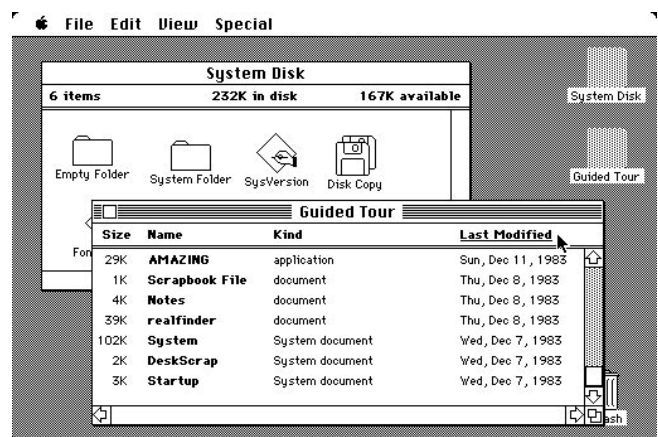 File Edit View Special
System Disk
6 items 232K in disk 167K available
Empty Folder System Folder SysVersion Disk Copy
System Disk
Guided Tour
Fon
Guided Tour
Size Name Kind Last Modified
29K AMAZING application Sun, Dec 11, 1983
1K Scrapbook File document Thu, Dec 8, 1983
4K Notes document Thu, Dec 8, 1983
39K realfinder document Thu, Dec 8, 1983
102K System System document Wed, Dec 7, 1983
2K DeskScrap System document Wed, Dec 7, 1983
3K Startup System document Wed, Dec 7, 1983
ash